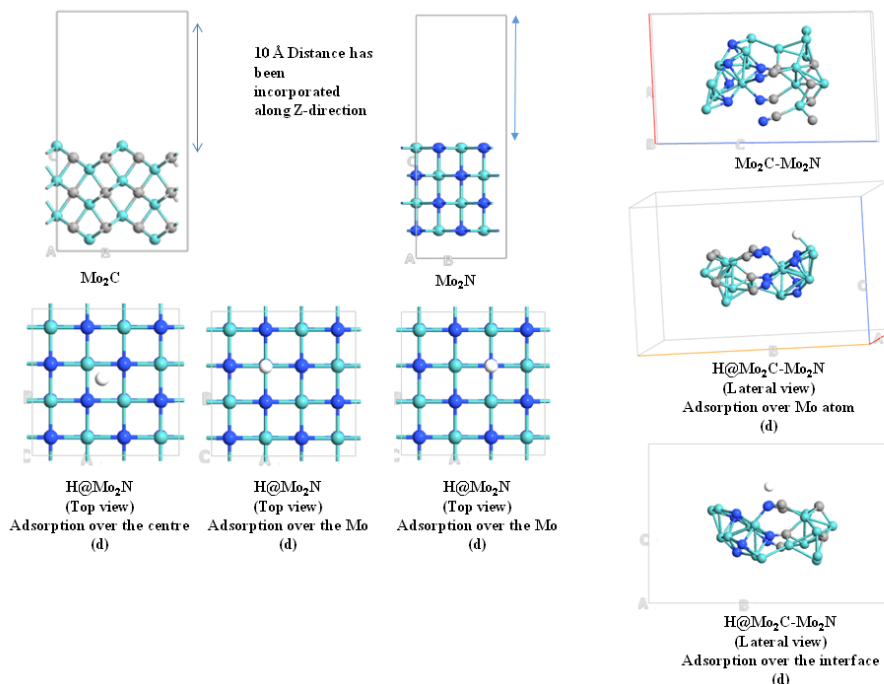 10 Å Distance has
been
incorporated
along Z-direction
C
A
B
Mo₂C
C
A
B
Mo₂N
A
B
C
Mo₂C-Mo₂N
C
B
A
H@Mo₂C-Mo₂N
(Lateral view)
Adsorption over Mo atom
(d)
B
C
A
H@Mo₂N
(Top view)
Adsorption over the centre
(d)
B
C
A
H@Mo₂N
(Top view)
Adsorption over the Mo
(d)
B
C
A
H@Mo₂N
(Top view)
Adsorption over the Mo
(d)
C
A
B
H@Mo₂C-Mo₂N
(Lateral view)
Adsorption over the interface
(d)